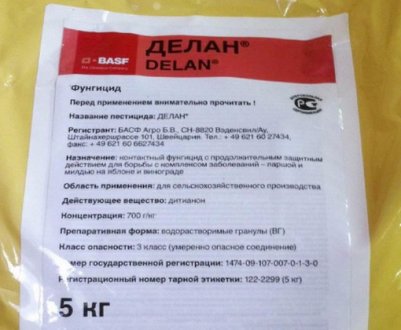 BASF
ДЕЛАН®
DELAN®
Фунгицид
Перед применением внимательно прочитать !
Название пестицида: ДЕЛАН®
Регистрант: БАСФ Агро Б.В., СН-8820 Вэденсвил/Ау,
Штайнахерштрассе 101, Швейцария. Тел.: + 49 621 60 27434,
факс: + 49 621 60 6627434
Назначение: контактный фунгицид с продолжительным защитным
действием для борьбы с комплексом заболеваний – паршой и
милдью на яблоне и винограде
Область применения: для сельскохозяйственного производства
Действующее вещество: дитианон
Концентрация: 700 г/кг
Препаративная форма: водорастворимые гранулы (ВГ)
Класс опасности: 3 класс (умеренно опасное соединение)
Номер государственной регистрации: 1474-09-107-007-0-1-3-0
Регистрационный номер тарной этикетки: 122-2299 (5 кг)
5 кг